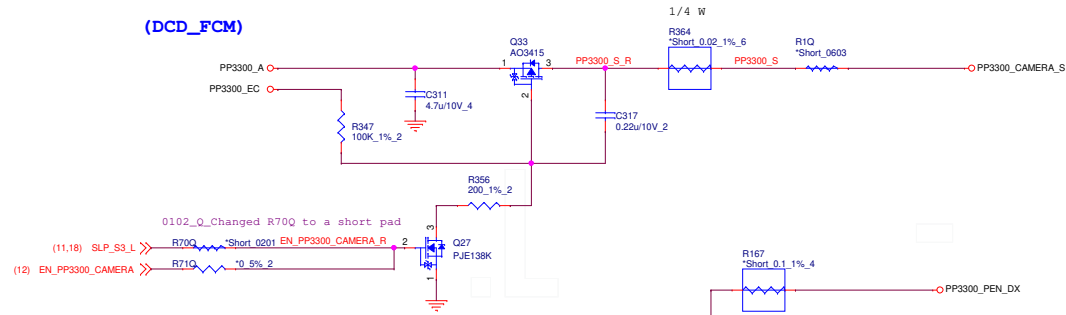 1/4 W
(DCD_FCM)
R364
*Short_0.02_1%_6
R1Q
*Short_0603
Q33
AO3415
PP3300_A
1
3
PP3300_S_R
PP3300_S
PP3300_CAMERA_S
PP3300_EC
2
C311
4.7u/10V_4
C317
0.22u/10V_2
R347
100K_1%_2
R356
200_1%_2
0102_Q_Changed R70Q to a short pad
3
(11,18) SLP_S3_L
R70Q
*Short_0201
EN_PP3300_CAMERA_R
2
Q27
PJE138K
(12) EN_PP3300_CAMERA
R71Q
*0_5%_2
1
R167
*Short_0.1_1%_4
PP3300_PEN_DX